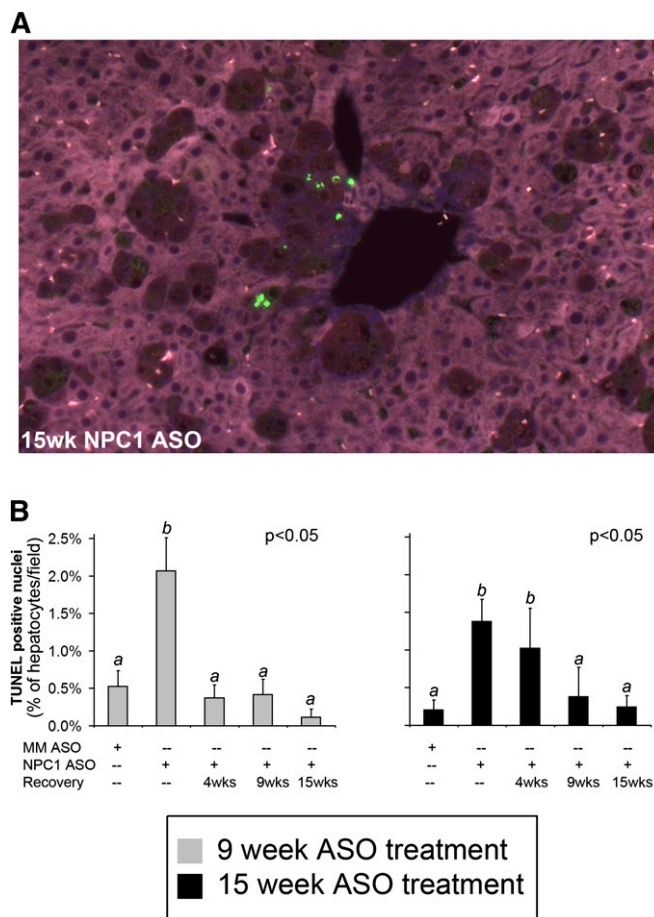 A
15wk NPC1 ASO
B
TUNEL positive nuclei
(% of hepatocytes/field)
2.5%
2.0%
1.5%
1.0%
0.5%
0.0%
a
b
a
a
a
p<0.05
a
b
b
a
a
p<0.05
MM ASO + -- -- -- -- + -- -- -- --
NPC1 ASO -- + + + + -- + + + +
Recovery -- -- 4wks 9wks 15wks -- -- 4wks 9wks 15wks
9 week ASO treatment
15 week ASO treatment